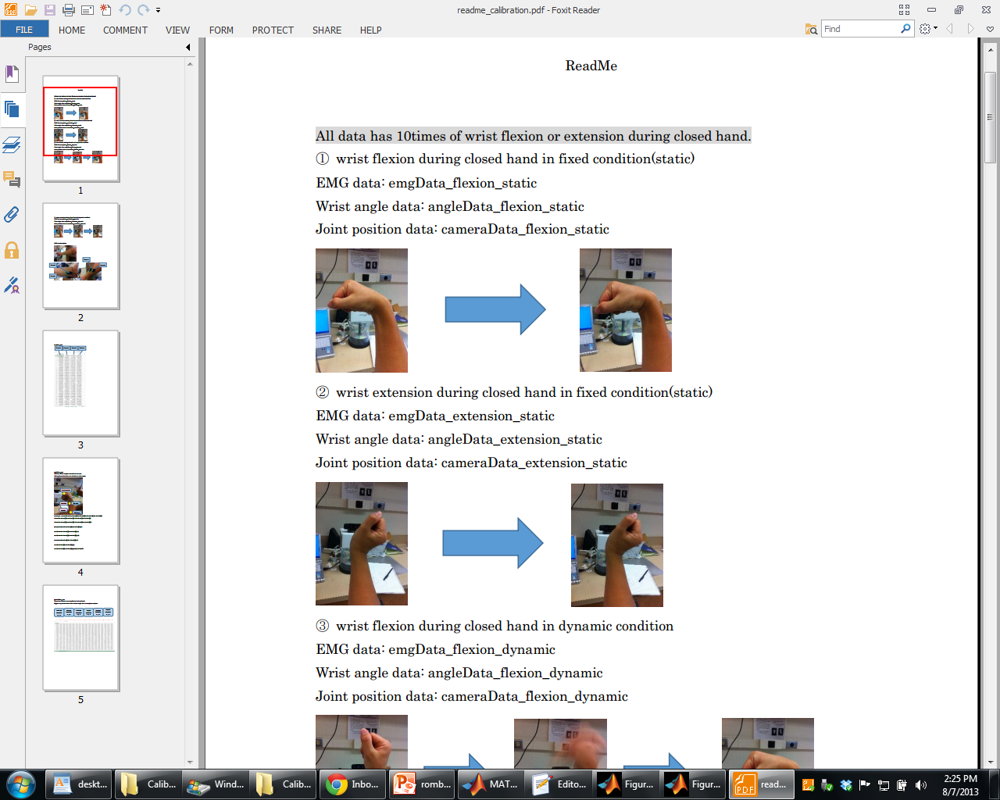 readme_calibration.pdf - Foxit Reader
FILE HOME COMMENT VIEW FORM PROTECT SHARE HELP
Find
Pages
1
2
3
4
5
ReadMe
All data has 10times of wrist flexion or extension during closed hand.
① wrist flexion during closed hand in fixed condition(static)
EMG data: emgData_flexion_static
Wrist angle data: angleData_flexion_static
Joint position data: cameraData_flexion_static
② wrist extension during closed hand in fixed condition(static)
EMG data: emgData_extension_static
Wrist angle data: angleData_extension_static
Joint position data: cameraData_extension_static
③ wrist flexion during closed hand in dynamic condition
EMG data: emgData_flexion_dynamic
Wrist angle data: angleData_flexion_dynamic
Joint position data: cameraData_flexion_dynamic
deskt... Calib... Wind... Calib... Inbo... romb... MAT... Edito... Figur... Figur... read...
2:25 PM
8/7/2013